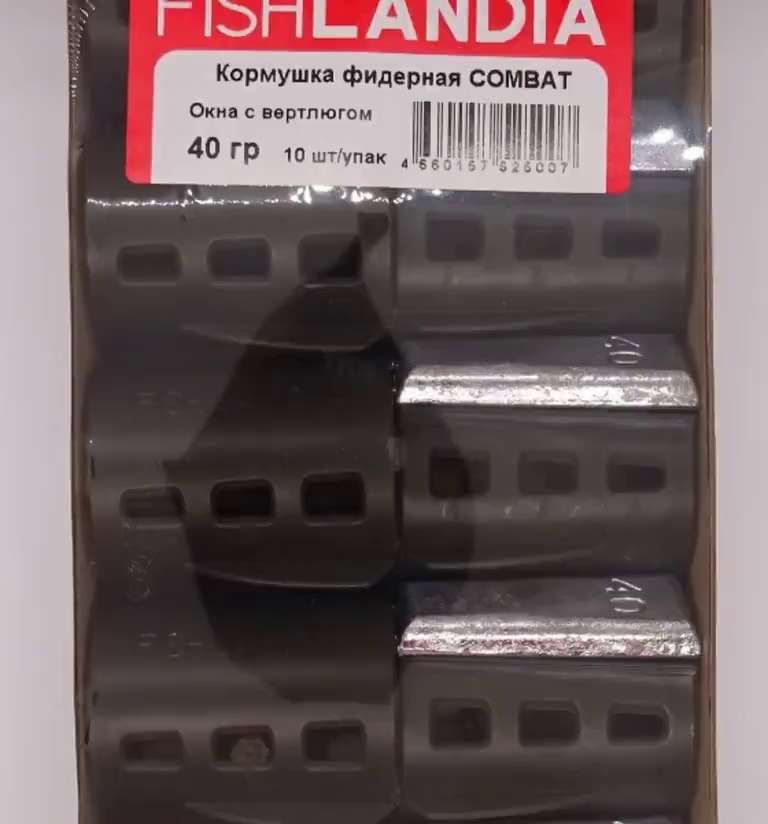 FISHLANDIA
Кормушка фидерная COMBAT
Окна с вертлюгом
40 гр 10 шт/упак
4 660157 526007
40
40